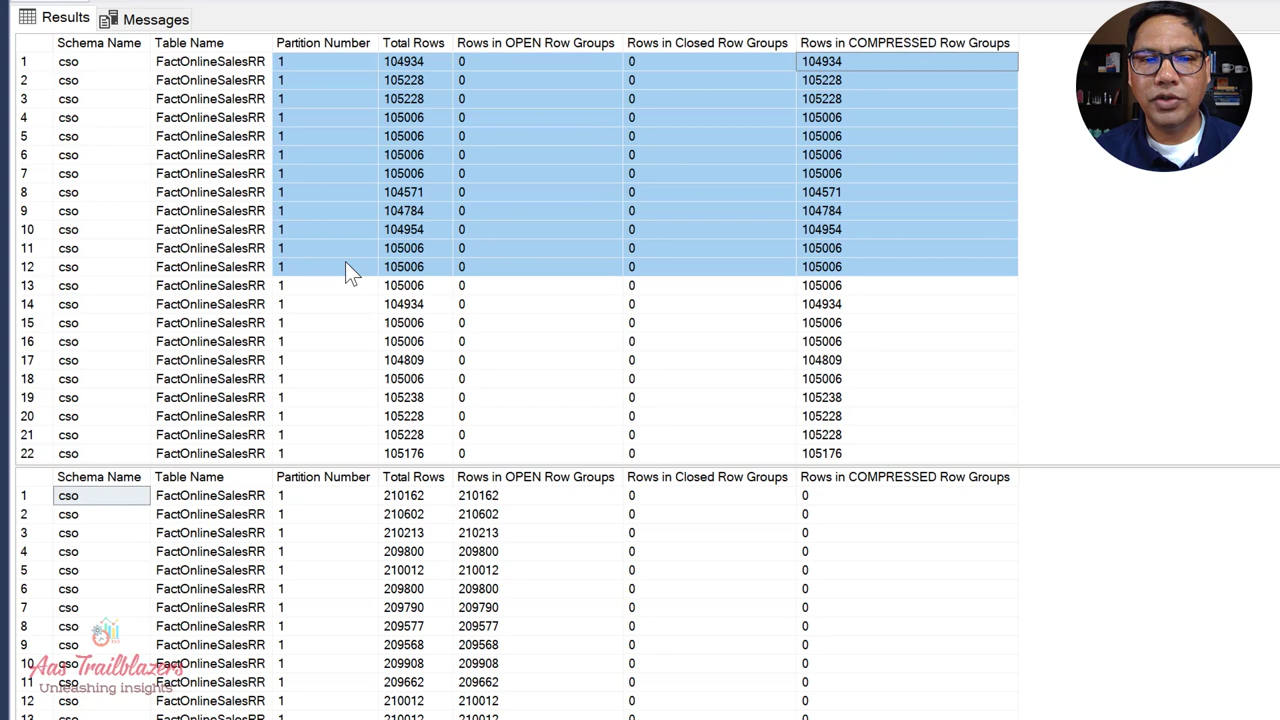 Results Messages
Schema Name Table Name Partition Number Total Rows Rows in OPEN Row Groups Rows in Closed Row Groups Rows in COMPRESSED Row Groups
1 cso FactOnlineSalesRR 1 104934 0 0 104934
2 cso FactOnlineSalesRR 1 105228 0 0 105228
3 cso FactOnlineSalesRR 1 105228 0 0 105228
4 cso FactOnlineSalesRR 1 105006 0 0 105006
5 cso FactOnlineSalesRR 1 105006 0 0 105006
6 cso FactOnlineSalesRR 1 105006 0 0 105006
7 cso FactOnlineSalesRR 1 105006 0 0 105006
8 cso FactOnlineSalesRR 1 104571 0 0 104571
9 cso FactOnlineSalesRR 1 104784 0 0 104784
10 cso FactOnlineSalesRR 1 104954 0 0 104954
11 cso FactOnlineSalesRR 1 105006 0 0 105006
12 cso FactOnlineSalesRR 1 105006 0 0 105006
13 cso FactOnlineSalesRR 1 105006 0 0 105006
14 cso FactOnlineSalesRR 1 104934 0 0 104934
15 cso FactOnlineSalesRR 1 105006 0 0 105006
16 cso FactOnlineSalesRR 1 105006 0 0 105006
17 cso FactOnlineSalesRR 1 104809 0 0 104809
18 cso FactOnlineSalesRR 1 105006 0 0 105006
19 cso FactOnlineSalesRR 1 105238 0 0 105238
20 cso FactOnlineSalesRR 1 105228 0 0 105228
21 cso FactOnlineSalesRR 1 105228 0 0 105228
22 cso FactOnlineSalesRR 1 105176 0 0 105176
Schema Name Table Name Partition Number Total Rows Rows in OPEN Row Groups Rows in Closed Row Groups Rows in COMPRESSED Row Groups
1 cso FactOnlineSalesRR 1 210162 210162 0 0
2 cso FactOnlineSalesRR 1 210602 210602 0 0
3 cso FactOnlineSalesRR 1 210213 210213 0 0
4 cso FactOnlineSalesRR 1 209800 209800 0 0
5 cso FactOnlineSalesRR 1 210012 210012 0 0
6 cso FactOnlineSalesRR 1 209800 209800 0 0
7 cso FactOnlineSalesRR 1 209790 209790 0 0
8 cso FactOnlineSalesRR 1 209577 209577 0 0
9 cso FactOnlineSalesRR 1 209568 209568 0 0
10 cso FactOnlineSalesRR 1 209908 209908 0 0
11 cso FactOnlineSalesRR 1 209662 209662 0 0
12 cso FactOnlineSalesRR 1 210012 210012 0 0
13 cso FactOnlineSalesRR 1 210012 210012 0 0
Aas Trailblazers
Unleashing insights